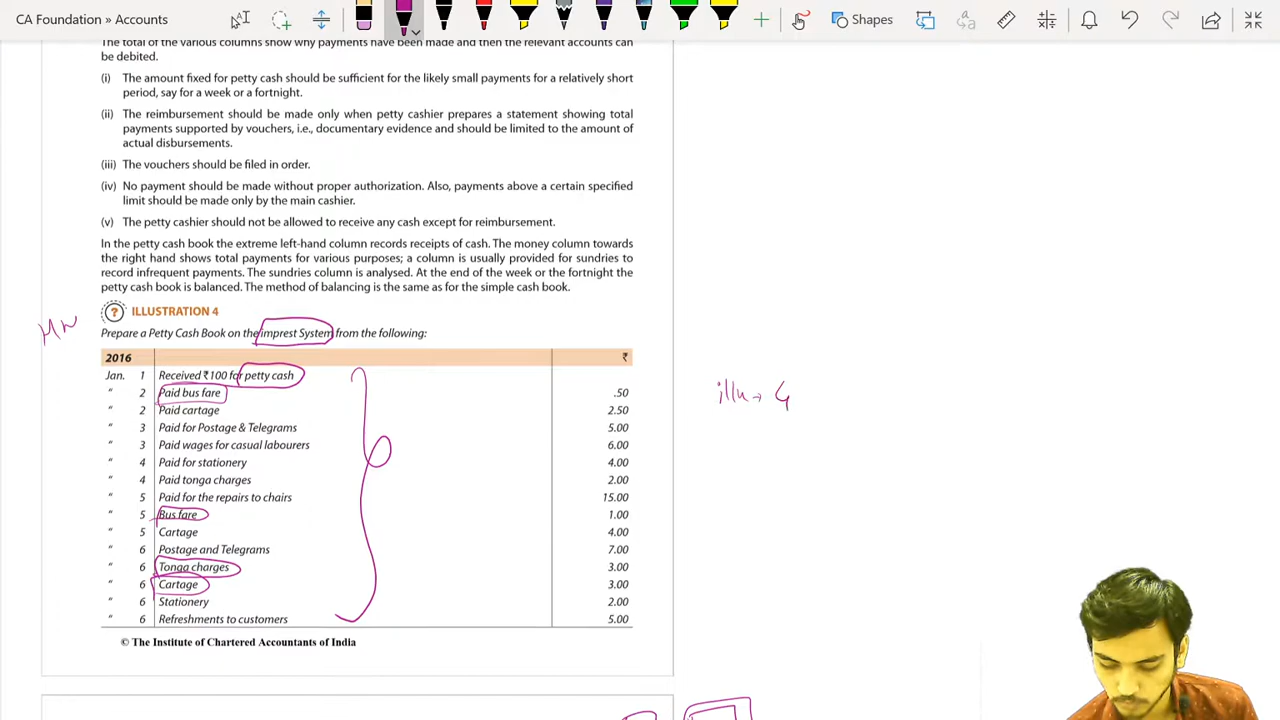 CA Foundation » Accounts
Shapes
The total of the various columns show why payments have been made and then the relevant accounts can
be debited.
(i) The amount fixed for petty cash should be sufficient for the likely small payments for a relatively short
period, say for a week or a fortnight.
(ii) The reimbursement should be made only when petty cashier prepares a statement showing total
payments supported by vouchers, i.e., documentary evidence and should be limited to the amount of
actual disbursements.
(iii) The vouchers should be filed in order.
(iv) No payment should be made without proper authorization. Also, payments above a certain specified
limit should be made only by the main cashier.
(v) The petty cashier should not be allowed to receive any cash except for reimbursement.
In the petty cash book the extreme left-hand column records receipts of cash. The money column towards
the right hand shows total payments for various purposes; a column is usually provided for sundries to
record infrequent payments. The sundries column is analysed. At the end of the week or the fortnight the
petty cash book is balanced. The method of balancing is the same as for the simple cash book.
? ILLUSTRATION 4
HW
Prepare a Petty Cash Book on the imprest System from the following:
2016 ₹
Jan. 1 Received ₹100 for petty cash
" 2 Paid bus fare .50
" 2 Paid cartage 2.50
" 3 Paid for Postage & Telegrams 5.00
" 3 Paid wages for casual labourers 6.00
" 4 Paid for stationery 4.00
" 4 Paid tonga charges 2.00
" 5 Paid for the repairs to chairs 15.00
" 5 Bus fare 1.00
" 5 Cartage 4.00
" 6 Postage and Telegrams 7.00
" 6 Tonga charges 3.00
" 6 Cartage 3.00
" 6 Stationery 2.00
" 6 Refreshments to customers 5.00
© The Institute of Chartered Accountants of India
illu → 4